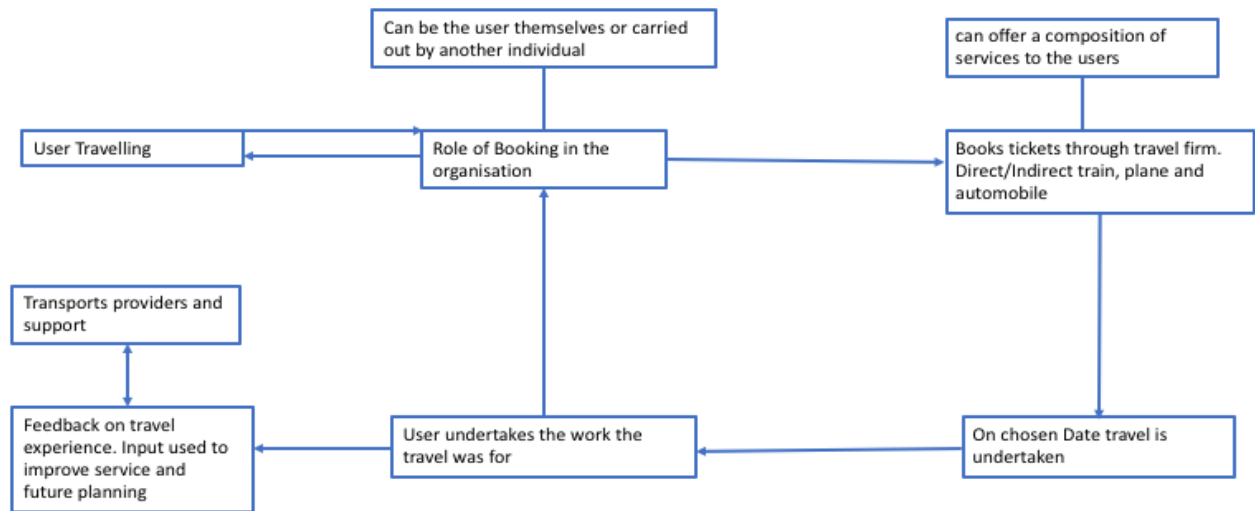 Can be the user themselves or carried
out by another individual
can offer a composition of
services to the users
User Travelling
Role of Booking in the
organisation
Books tickets through travel firm.
Direct/Indirect train, plane and
automobile
Transports providers and
support
Feedback on travel
experience. Input used to
improve service and
future planning
User undertakes the work the
travel was for
On chosen Date travel is
undertaken